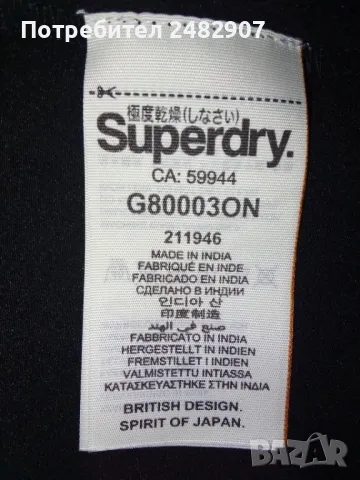 Потребител 2482907
極度乾燥(しなさい)
Superdry.
CA: 59944
G80003ON
211946
MADE IN INDIA
FABRIQUÉ EN INDE
FABRICADO EN INDIA
СДЕЛАНО В ИНДИИ
인디아 산
印度制造
صنع في الهند
FABBRICATO IN INDIA
HERGESTELLT IN INDIEN
FREMSTILLET I INDIEN
VALMISTETTU INTIASSA
ΚΑΤΑΣΚΕΥΑΣΤΗΚΕ ΣΤΗΝ ΙΝΔΙΑ
BRITISH DESIGN.
SPIRIT OF JAPAN.
BAZAR